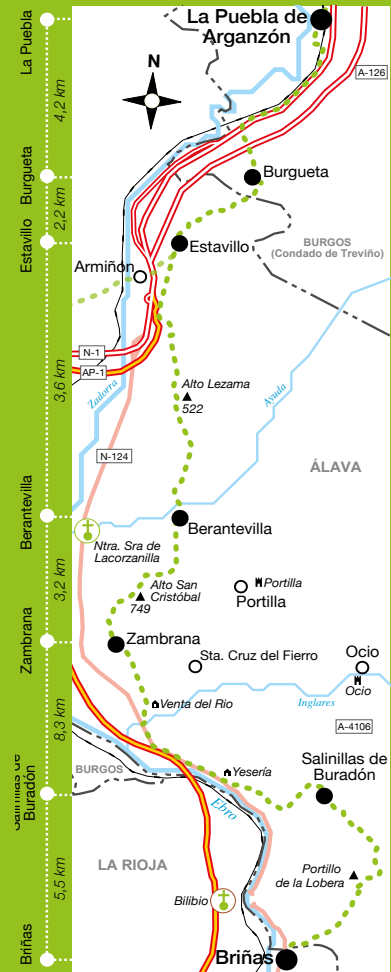 La Puebla
4,2 km
Burgueta
2,2 km
Estavillo
3,6 km
Berantevilla
3,2 km
Zambrana
8,3 km
Salinillas de
Buradón
5,5 km
Briñas
La Puebla de
Arganzón
N
A-126
Burgueta
Estavillo
BURGOS
(Condado de Treviño)
Armiñón
N-1
AP-1
Zadorra
Alto Lezama
522
Ayuda
N-124
ÁLAVA
Berantevilla
Ntra. Sra de
Lacorzanilla
Alto San
Cristóbal
749
Portilla
Portilla
Zambrana
Sta. Cruz del Fierro
Ocio
Ocio
Inglares
Venta del Rio
A-4106
BURGOS
Yesería
Salinillas de
Buradón
Ebro
LA RIOJA
Portillo
de la Lobera
Bilibio
Briñas